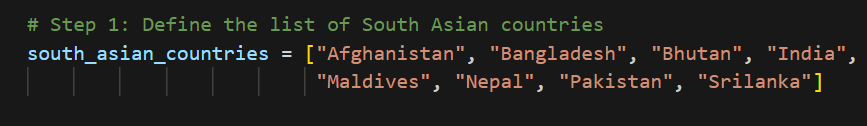 # Step 1: Define the list of South Asian countries
south_asian_countries = ["Afghanistan", "Bangladesh", "Bhutan", "India",
"Maldives", "Nepal", "Pakistan", "Srilanka"]